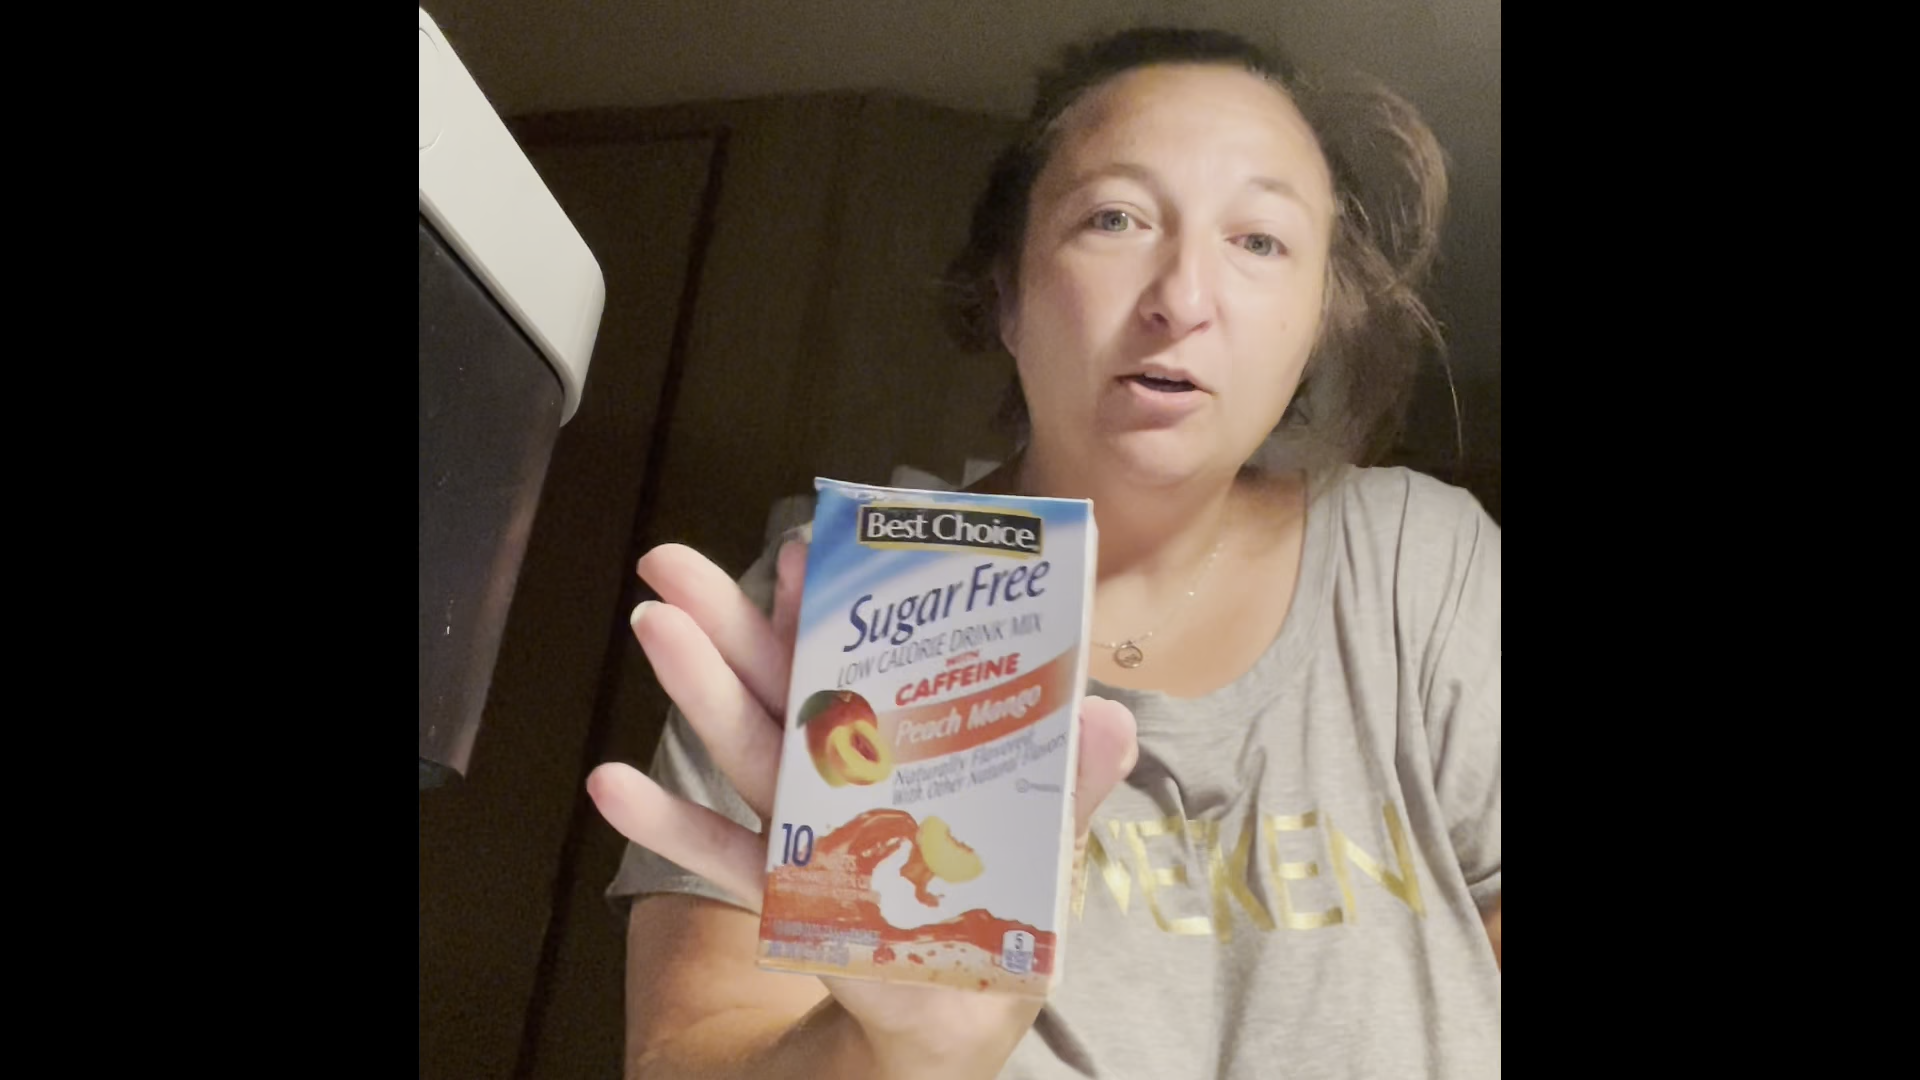 Best Choice
Sugar Free
LOW CALORIE DRINK MIX
WITH
CAFFEINE
Peach Mango
Naturally Flavored
With Other Natural Flavors
10
5
NEKEN